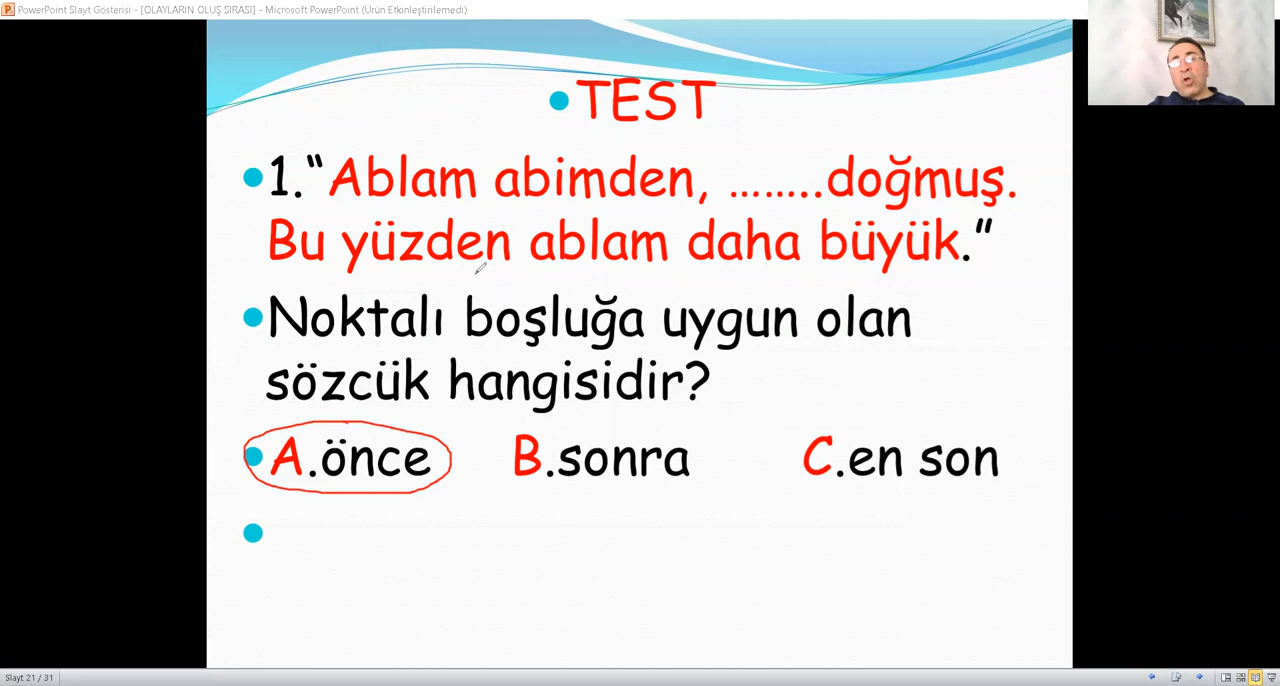 PowerPoint Slayt Gösterisi - [OLAYLARIN OLUŞ SIRASI] - Microsoft PowerPoint (Ürün Etkinleştirilemedi)
•TEST
•1.“Ablam abimden, ……..doğmuş.
Bu yüzden ablam daha büyük.”
•Noktalı boşluğa uygun olan
sözcük hangisidir?
•A.önce B.sonra C.en son
•
Slayt 21 / 31